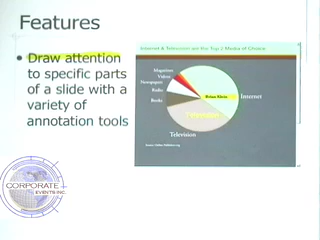 Features
Internet & Television are the Top 2 Media of Choice
• Draw attention
to specific parts
of a slide with a
variety of
annotation tools
Magazines
Videos
Newspapers
Radio
Books
Internet
Television
Television
CORPORATE
EVENTS, INC.